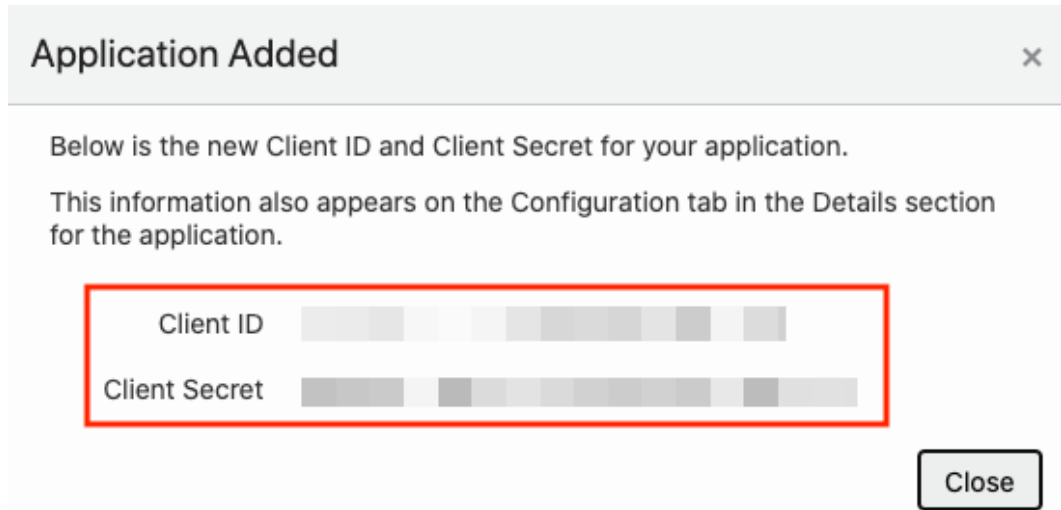 Application Added
×
Below is the new Client ID and Client Secret for your application.
This information also appears on the Configuration tab in the Details section
for the application.
Client ID
Client Secret
Close